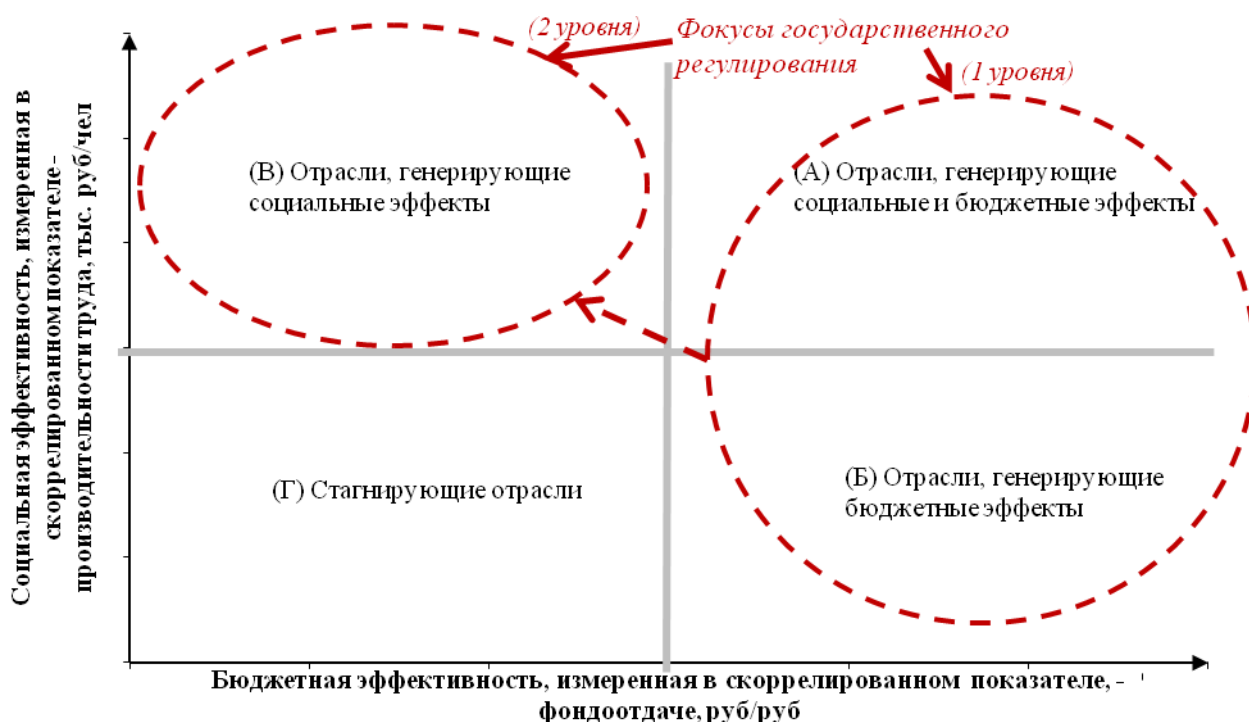 (2 уровня)
Фокусы государственного
регулирования
(1 уровня)
(В) Отрасли, генерирующие
социальные эффекты
(А) Отрасли, генерирующие
социальные и бюджетные эффекты
(Г) Стагнирующие отрасли
(Б) Отрасли, генерирующие
бюджетные эффекты
Социальная эффективность, измеренная в
скоррелированном показателе-
производительности труда, тыс. руб/чел
Бюджетная эффективность, измеренная в скоррелированном показателе, -
фондоотдаче, руб/руб